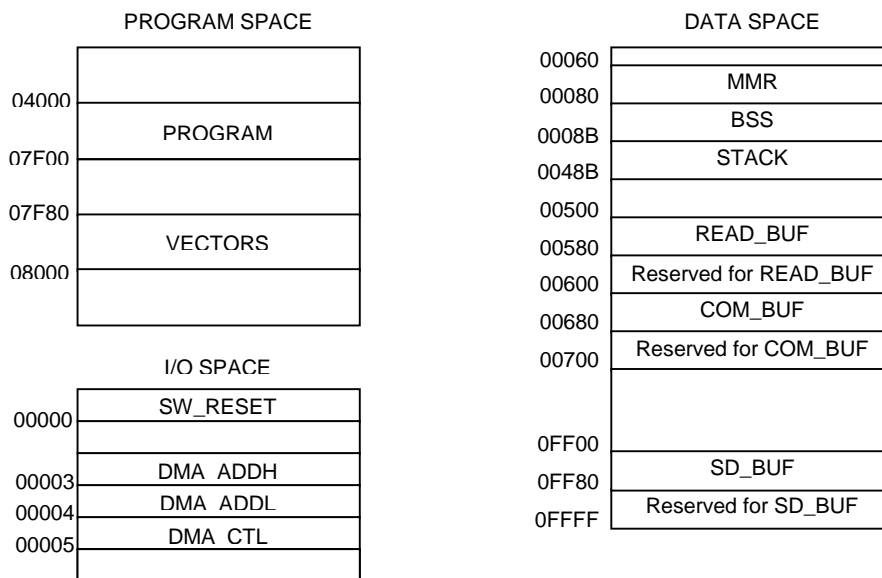 PROGRAM SPACE
04000
PROGRAM
07F00
07F80
VECTORS
08000
I/O SPACE
SW_RESET
00000
DMA_ADDH
00003
DMA_ADDL
00004
DMA_CTL
00005
DATA SPACE
00060
MMR
00080
BSS
0008B
STACK
0048B
00500
READ_BUF
00580
Reserved for READ_BUF
00600
COM_BUF
00680
Reserved for COM_BUF
00700
0FF00
SD_BUF
0FF80
Reserved for SD_BUF
0FFFF